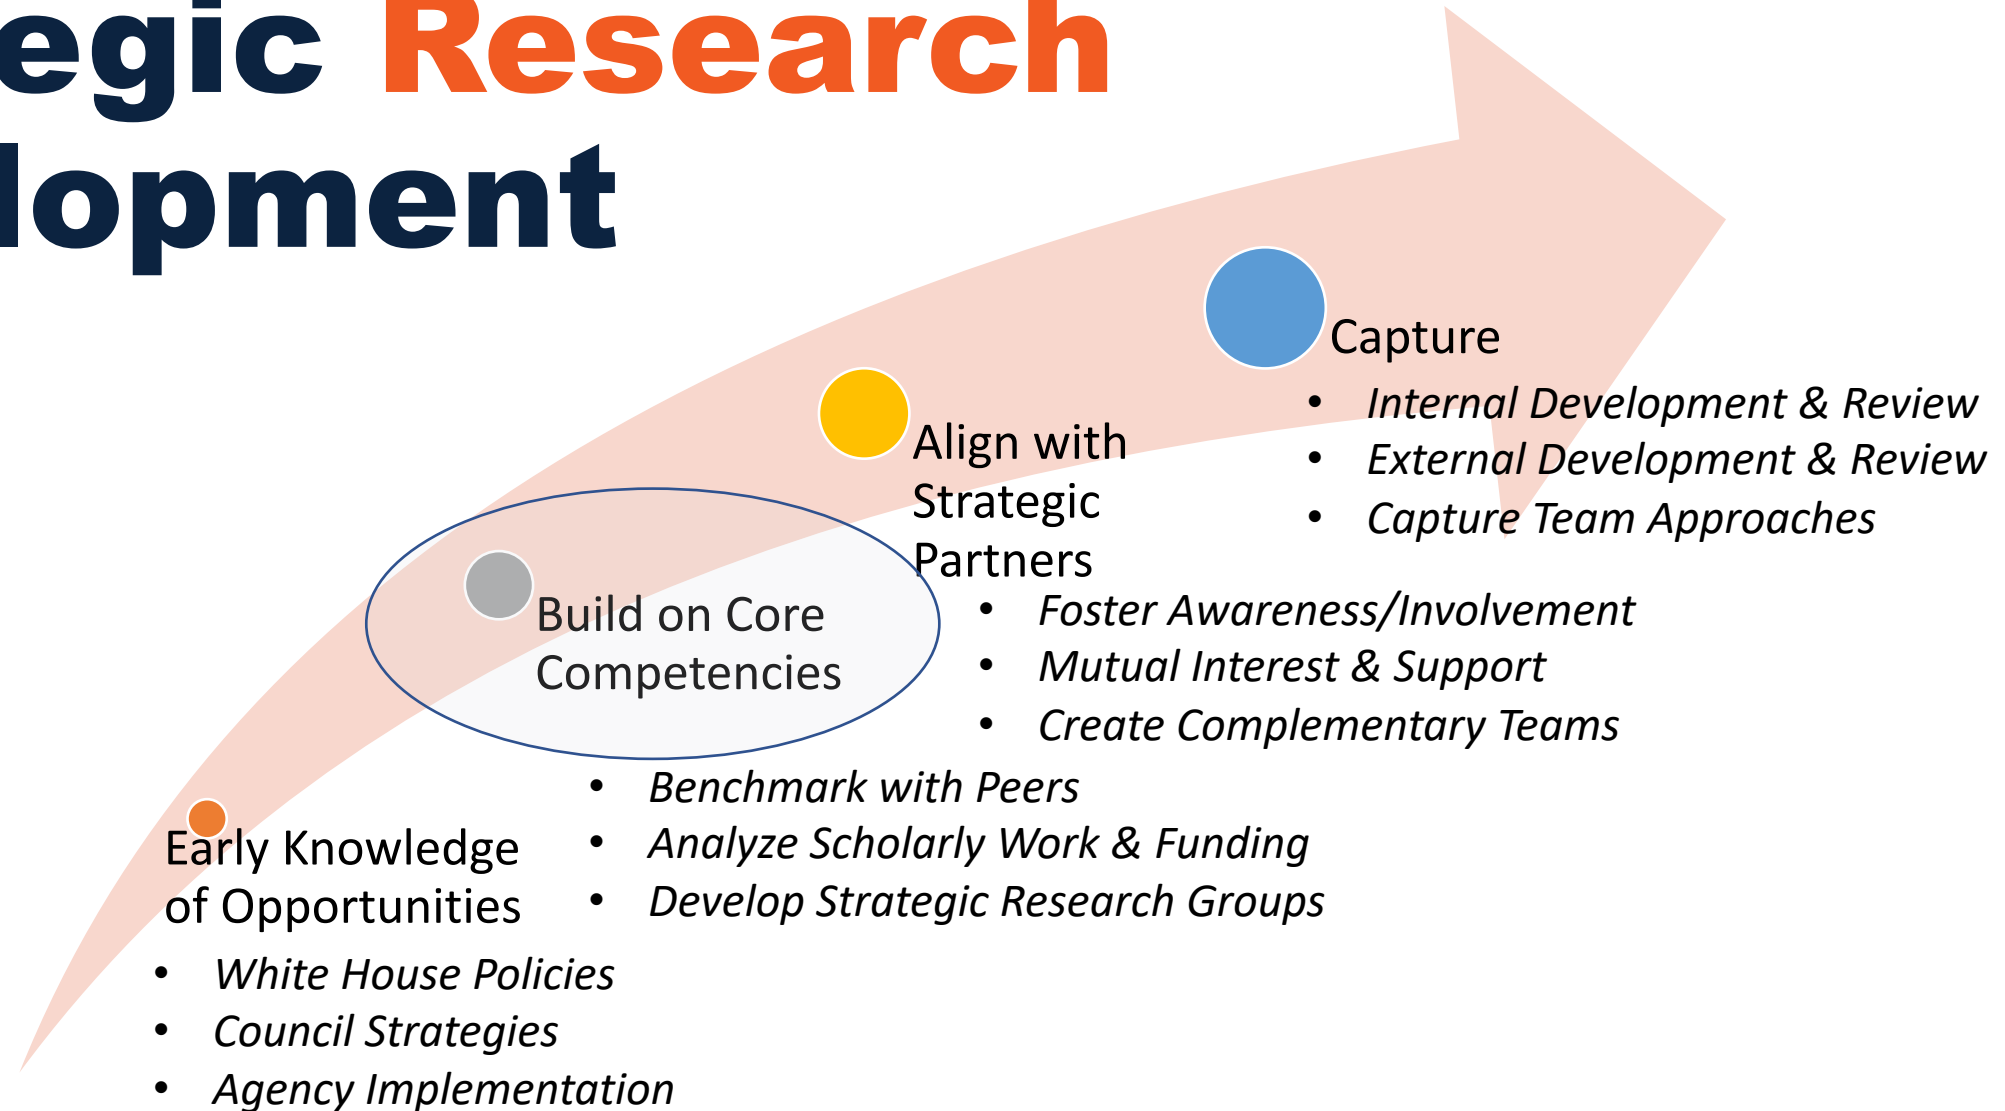 egic Research
lopment
Capture
• Internal Development & Review
• External Development & Review
• Capture Team Approaches
Align with
Strategic
Partners
• Foster Awareness/Involvement
• Mutual Interest & Support
• Create Complementary Teams
Build on Core
Competencies
• Benchmark with Peers
• Analyze Scholarly Work & Funding
• Develop Strategic Research Groups
Early Knowledge
of Opportunities
• White House Policies
• Council Strategies
• Agency Implementation